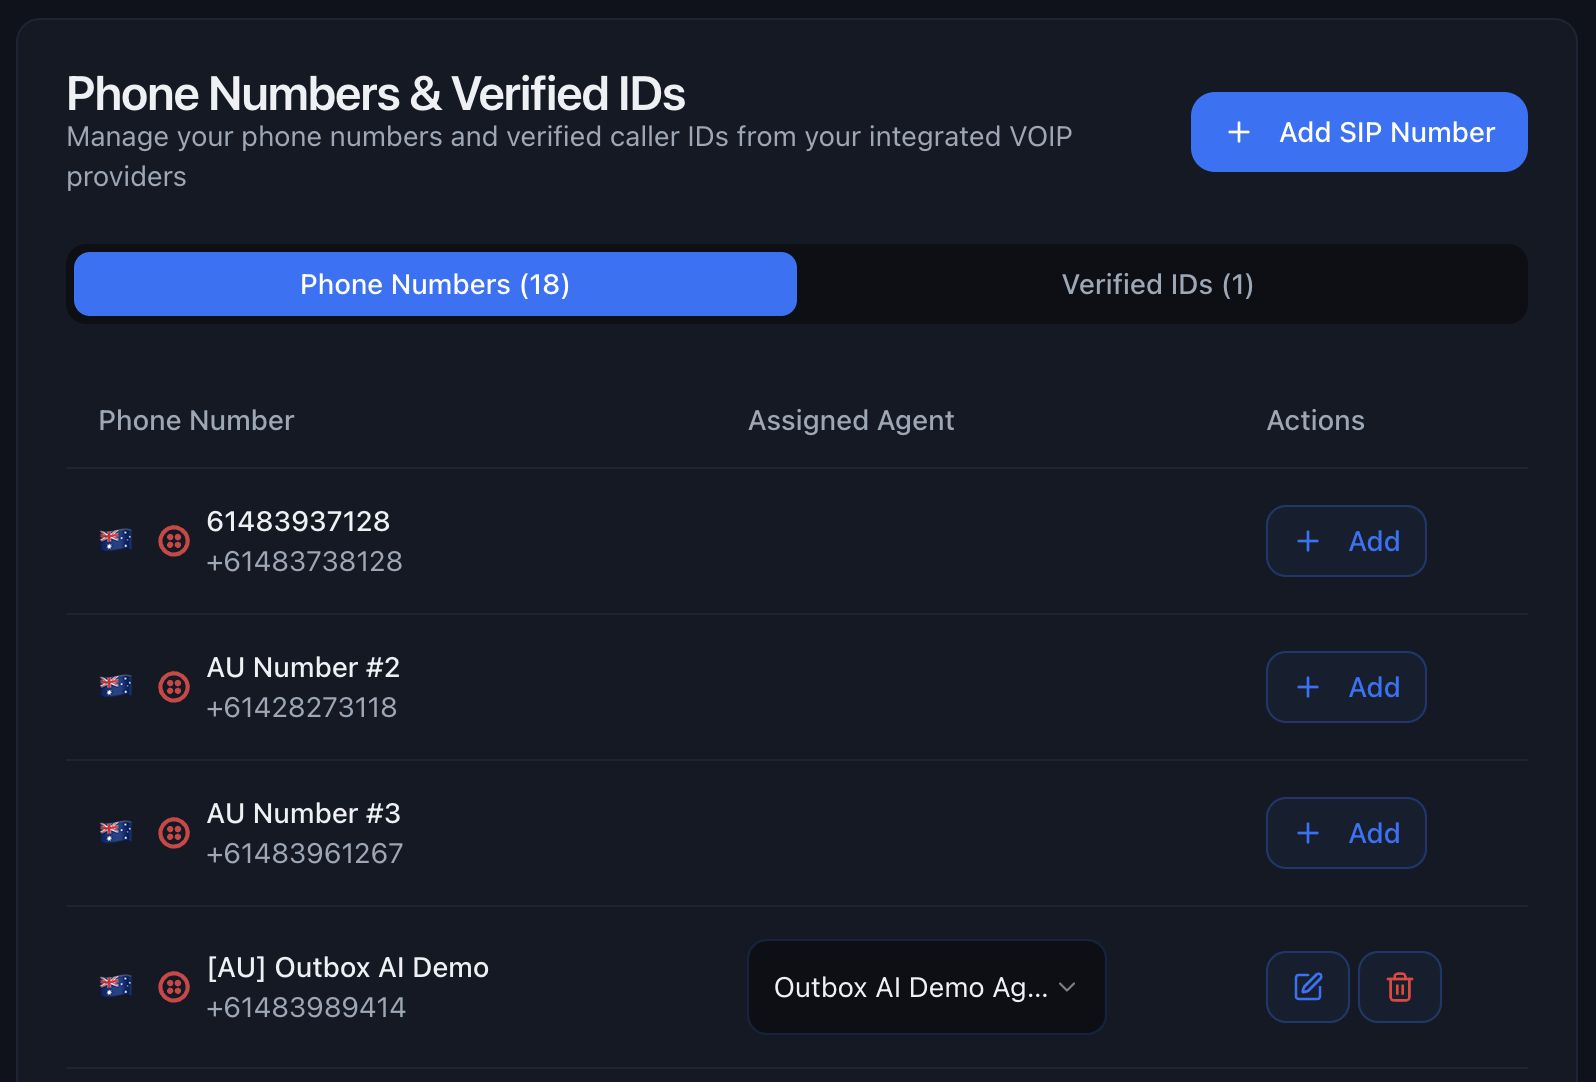 Phone Numbers & Verified IDs
Manage your phone numbers and verified caller IDs from your integrated VOIP
providers
Add SIP Number
Phone Numbers (18)
Verified IDs (1)
Phone Number
Assigned Agent
Actions
61483937128
+61483738128
Add
AU Number #2
+61428273118
Add
AU Number #3
+61483961267
Add
[AU] Outbox AI Demo
+61483989414
Outbox AI Demo Ag...